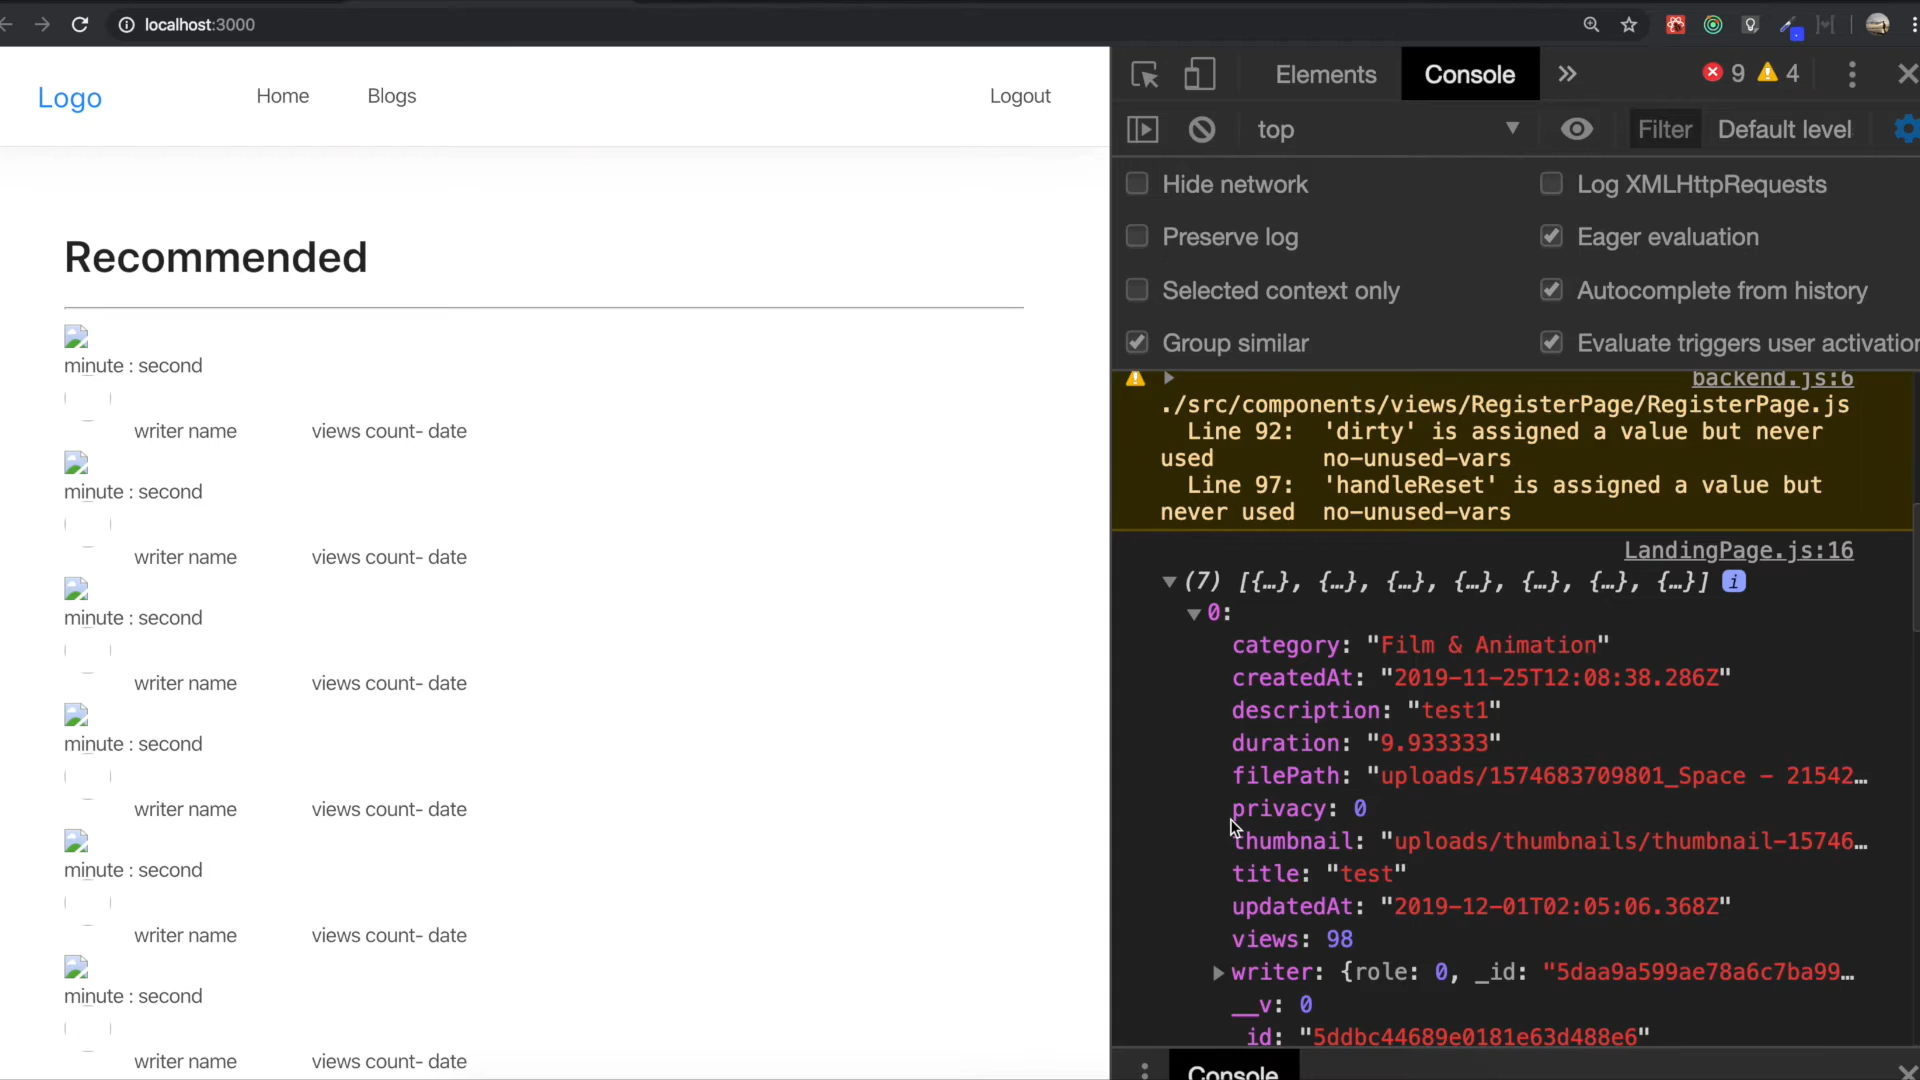 localhost:3000
Logo Home Blogs Logout
Recommended
minute : second
writer name views count- date
minute : second
writer name views count- date
minute : second
writer name views count- date
minute : second
writer name views count- date
minute : second
writer name views count- date
minute : second
writer name views count- date
Elements Console » 9 4
top Filter Default level
Hide network Log XMLHttpRequests
Preserve log Eager evaluation
Selected context only Autocomplete from history
Group similar Evaluate triggers user activation
backend.js:6
./src/components/views/RegisterPage/RegisterPage.js
Line 92: 'dirty' is assigned a value but never
used no-unused-vars
Line 97: 'handleReset' is assigned a value but
never used no-unused-vars
LandingPage.js:16
(7) [{…}, {…}, {…}, {…}, {…}, {…}, {…}] i
0:
category: "Film & Animation"
createdAt: "2019-11-25T12:08:38.286Z"
description: "test1"
duration: "9.933333"
filePath: "uploads/1574683709801_Space - 21542…
privacy: 0
thumbnail: "uploads/thumbnails/thumbnail-15746…
title: "test"
updatedAt: "2019-12-01T02:05:06.368Z"
views: 98
writer: {role: 0, _id: "5daa9a599ae78a6c7ba99…
__v: 0
_id: "5ddbc44689e0181e63d488e6"
Console